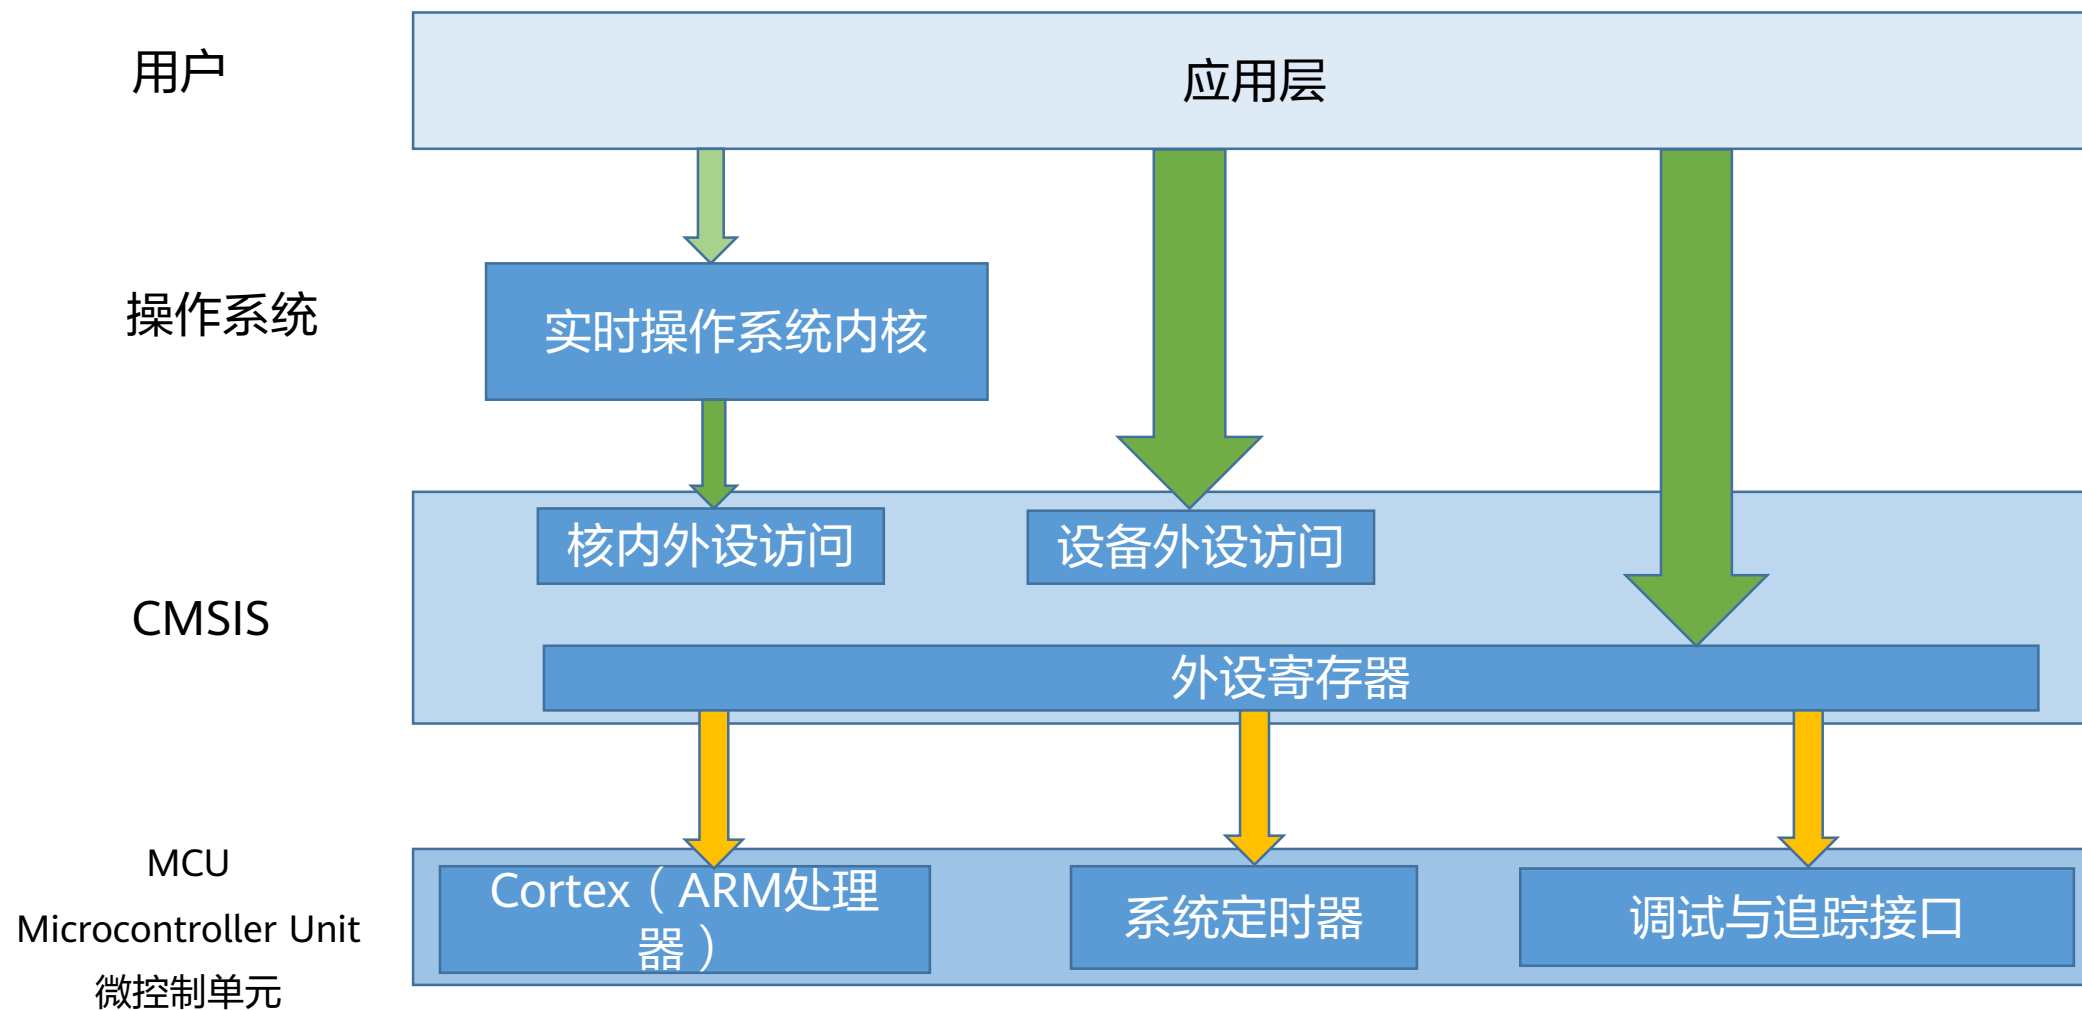 用户
应用层
操作系统
实时操作系统内核
核内外设访问
设备外设访问
CMSIS
外设寄存器
MCU
Microcontroller Unit
微控制单元
Cortex（ARM处理
器）
系统定时器
调试与追踪接口